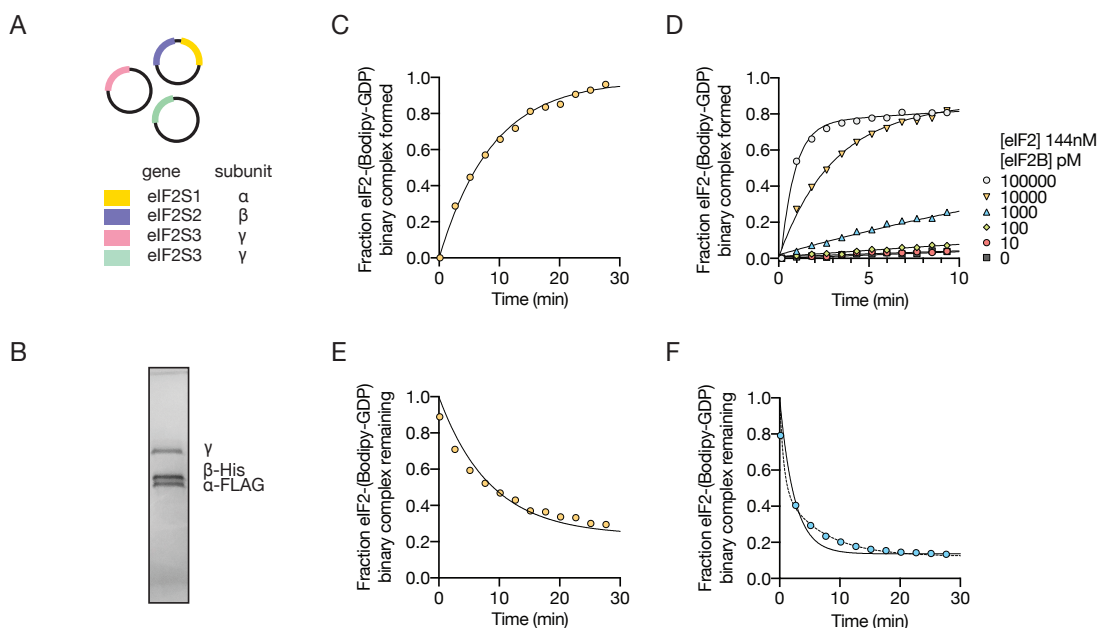 A
gene subunit
eIF2S1 α
eIF2S2 β
eIF2S3 γ
eIF2S3 γ
B
γ
β-His
α-FLAG
C
Fraction eIF2-(Bodipy-GDP)
binary complex formed
1.0
0.8
0.6
0.4
0.2
0.0
0 10 20 30
Time (min)
D
Fraction eIF2-(Bodipy-GDP)
binary complex formed
1.0
0.8
0.6
0.4
0.2
0.0
0 5 10
Time (min)
[eIF2] 144nM
[eIF2B] pM
100000
10000
1000
100
10
0
E
Fraction eIF2-(Bodipy-GDP)
binary complex remaining
1.0
0.8
0.6
0.4
0.2
0.0
0 10 20 30
Time (min)
F
Fraction eIF2-(Bodipy-GDP)
binary complex remaining
1.0
0.8
0.6
0.4
0.2
0.0
0 10 20 30
Time (min)